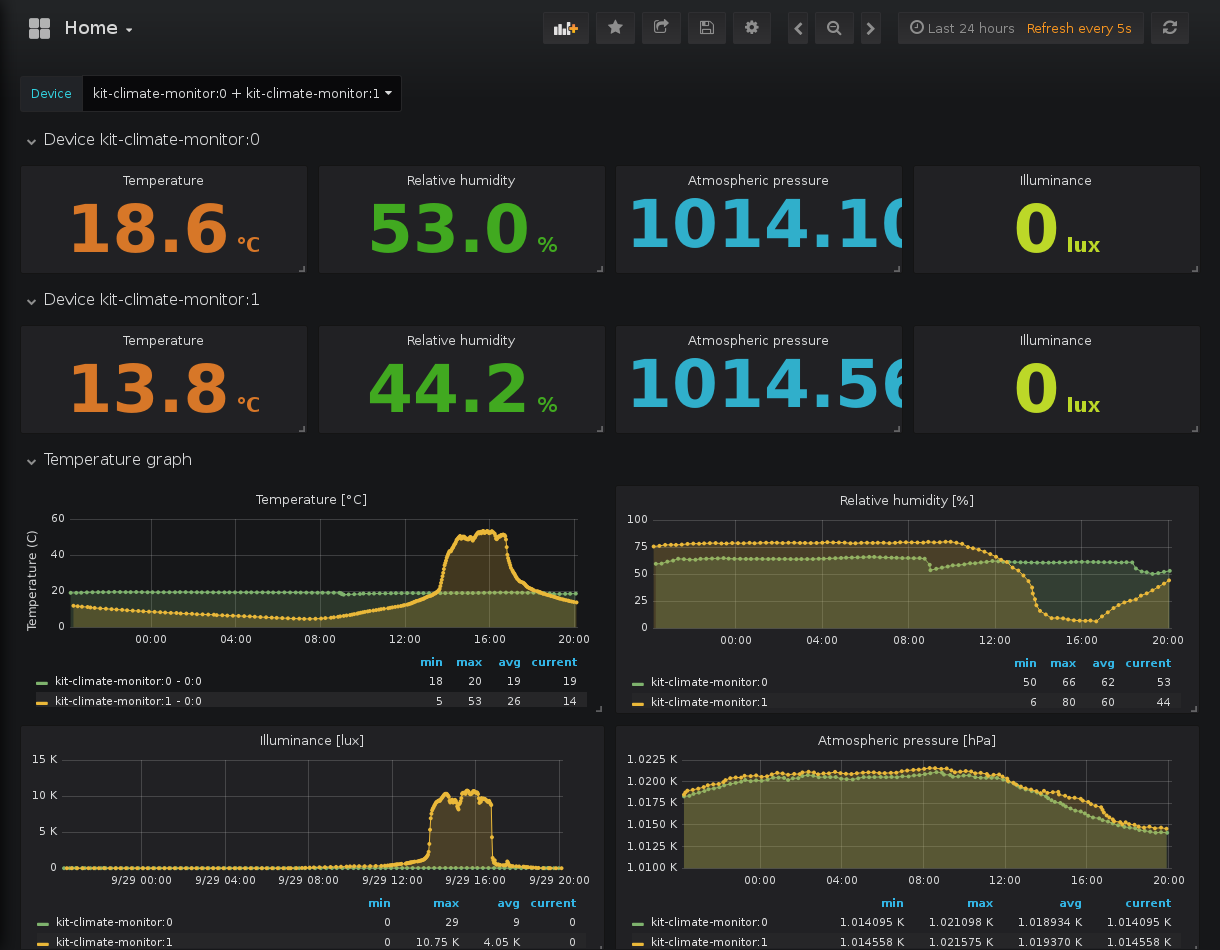 Home
Last 24 hours Refresh every 5s
Device kit-climate-monitor:0 + kit-climate-monitor:1
Device kit-climate-monitor:0
Temperature Relative humidity Atmospheric pressure Illuminance
18.6 °C 53.0 % 1014.10 0 lux
Device kit-climate-monitor:1
Temperature Relative humidity Atmospheric pressure Illuminance
13.8 °C 44.2 % 1014.56 0 lux
Temperature graph
Temperature [°C]
Temperature (C)
60
40
20
0
00:00 04:00 08:00 12:00 16:00 20:00
min max avg current
kit-climate-monitor:0 - 0:0 18 20 19 19
kit-climate-monitor:1 - 0:0 5 53 26 14
Relative humidity [%]
100
75
50
25
0
00:00 04:00 08:00 12:00 16:00 20:00
min max avg current
kit-climate-monitor:0 50 66 62 53
kit-climate-monitor:1 6 80 60 44
Illuminance [lux]
15 K
10 K
5 K
0
9/29 00:00 9/29 04:00 9/29 08:00 9/29 12:00 9/29 16:00 9/29 20:00
min max avg current
kit-climate-monitor:0 0 29 9 0
kit-climate-monitor:1 0 10.75 K 4.05 K 0
Atmospheric pressure [hPa]
1.0225 K
1.0200 K
1.0175 K
1.0150 K
1.0125 K
1.0100 K
00:00 04:00 08:00 12:00 16:00 20:00
min max avg current
kit-climate-monitor:0 1.014095 K 1.021098 K 1.018934 K 1.014095 K
kit-climate-monitor:1 1.014558 K 1.021575 K 1.019370 K 1.014558 K